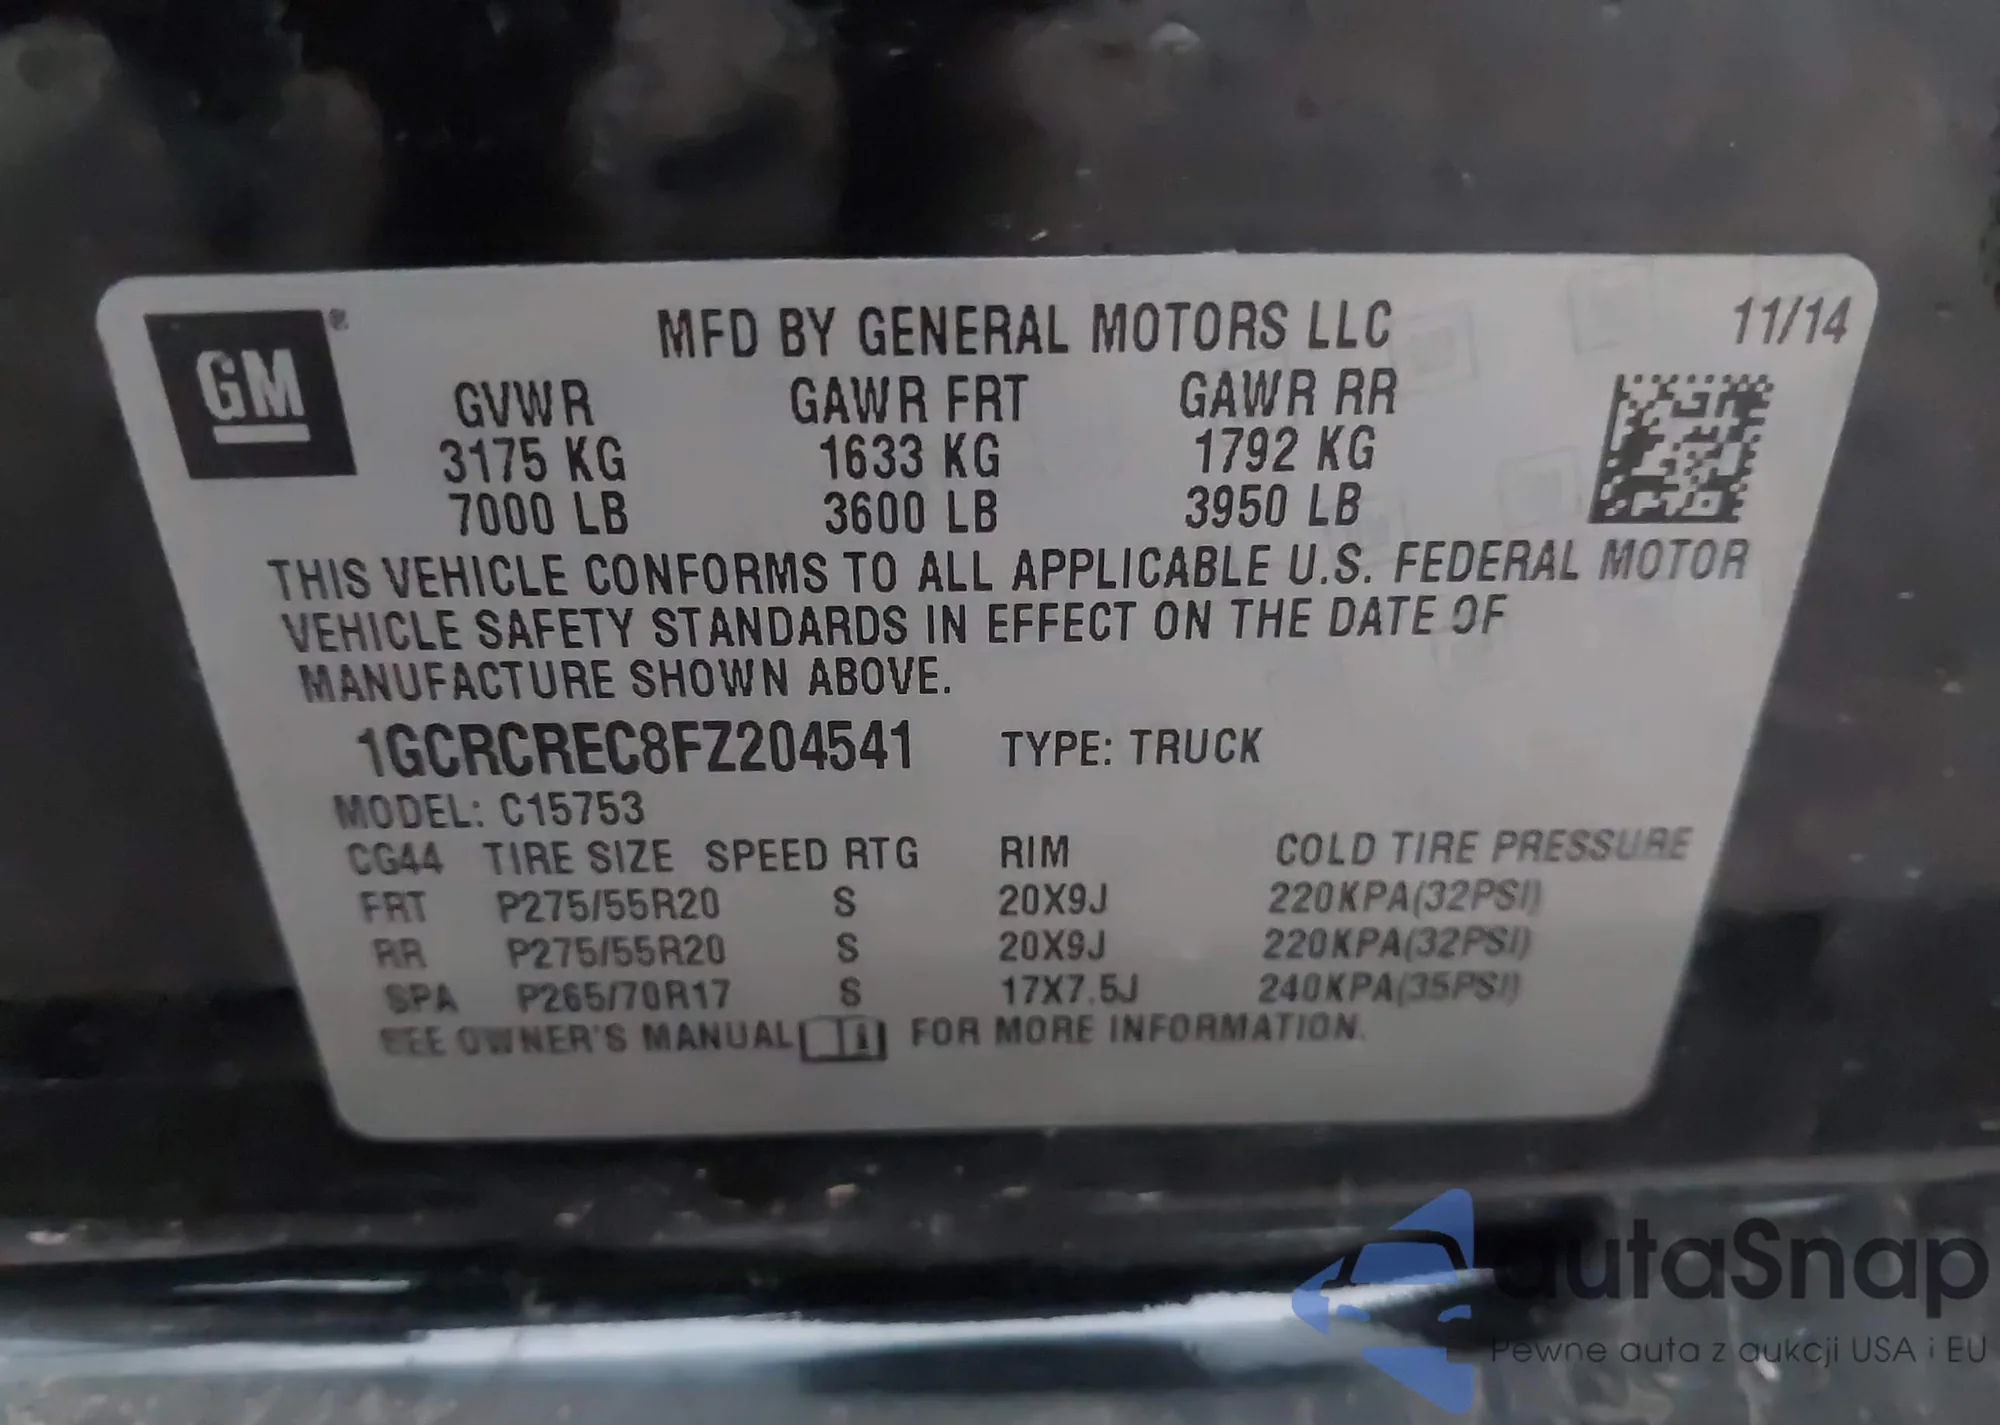 GM®
MFD BY GENERAL MOTORS LLC 11/14
GVWR GAWR FRT GAWR RR
3175 KG 1633 KG 1792 KG
7000 LB 3600 LB 3950 LB
THIS VEHICLE CONFORMS TO ALL APPLICABLE U.S. FEDERAL MOTOR
VEHICLE SAFETY STANDARDS IN EFFECT ON THE DATE OF
MANUFACTURE SHOWN ABOVE.
1GCRCREC8FZ204541 TYPE: TRUCK
MODEL: C15753
CG44 TIRE SIZE SPEED RTG RIM COLD TIRE PRESSURE
FRT P275/55R20 S 20X9J 220KPA(32PSI)
RR P275/55R20 S 20X9J 220KPA(32PSI)
SPA P265/70R17 S 17X7.5J 240KPA(35PSI)
SEE OWNER'S MANUAL FOR MORE INFORMATION.
autaSnap
Pewne auta z aukcji USA i EU